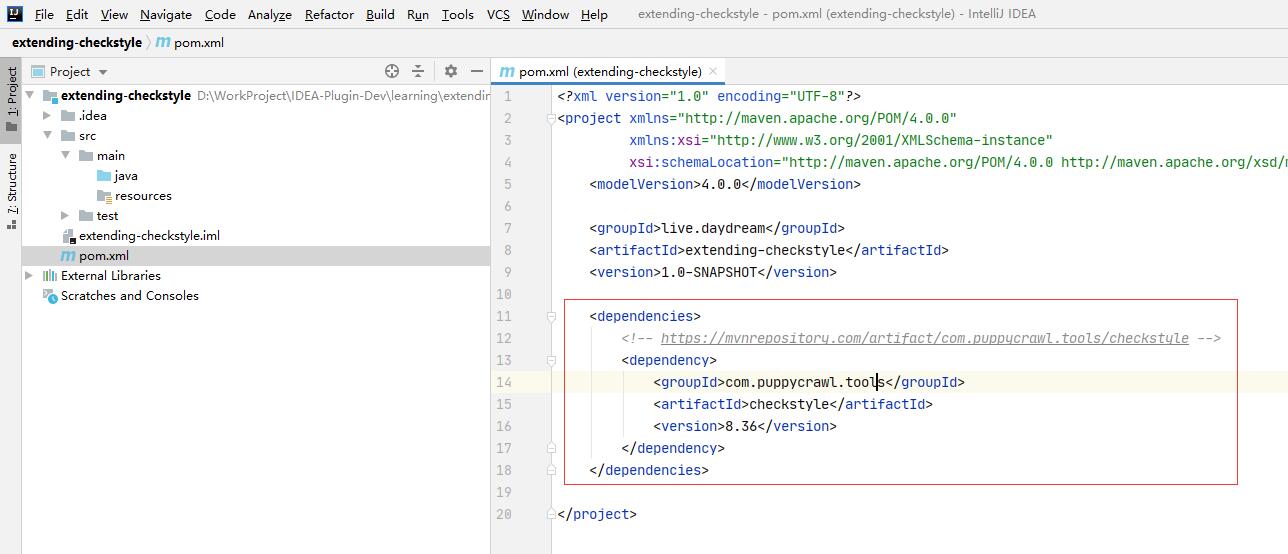 File Edit View Navigate Code Analyze Refactor Build Run Tools VCS Window Help extending-checkstyle - pom.xml (extending-checkstyle) - IntelliJ IDEA
extending-checkstyle m pom.xml
1: Project
7: Structure
Project
extending-checkstyle D:\WorkProject\IDEA-Plugin-Dev\learning\extendin
.idea
src
main
java
resources
test
extending-checkstyle.iml
m pom.xml
External Libraries
Scratches and Consoles
m pom.xml (extending-checkstyle)
1 <?xml version="1.0" encoding="UTF-8"?>
2 <project xmlns="http://maven.apache.org/POM/4.0.0"
3 xmlns:xsi="http://www.w3.org/2001/XMLSchema-instance"
4 xsi:schemaLocation="http://maven.apache.org/POM/4.0.0 http://maven.apache.org/xsd/m
5 <modelVersion>4.0.0</modelVersion>
6
7 <groupId>live.daydream</groupId>
8 <artifactId>extending-checkstyle</artifactId>
9 <version>1.0-SNAPSHOT</version>
10
11 <dependencies>
12 <!-- https://mvnrepository.com/artifact/com.puppycrawl.tools/checkstyle -->
13 <dependency>
14 <groupId>com.puppycrawl.tools</groupId>
15 <artifactId>checkstyle</artifactId>
16 <version>8.36</version>
17 </dependency>
18 </dependencies>
19
20 </project>